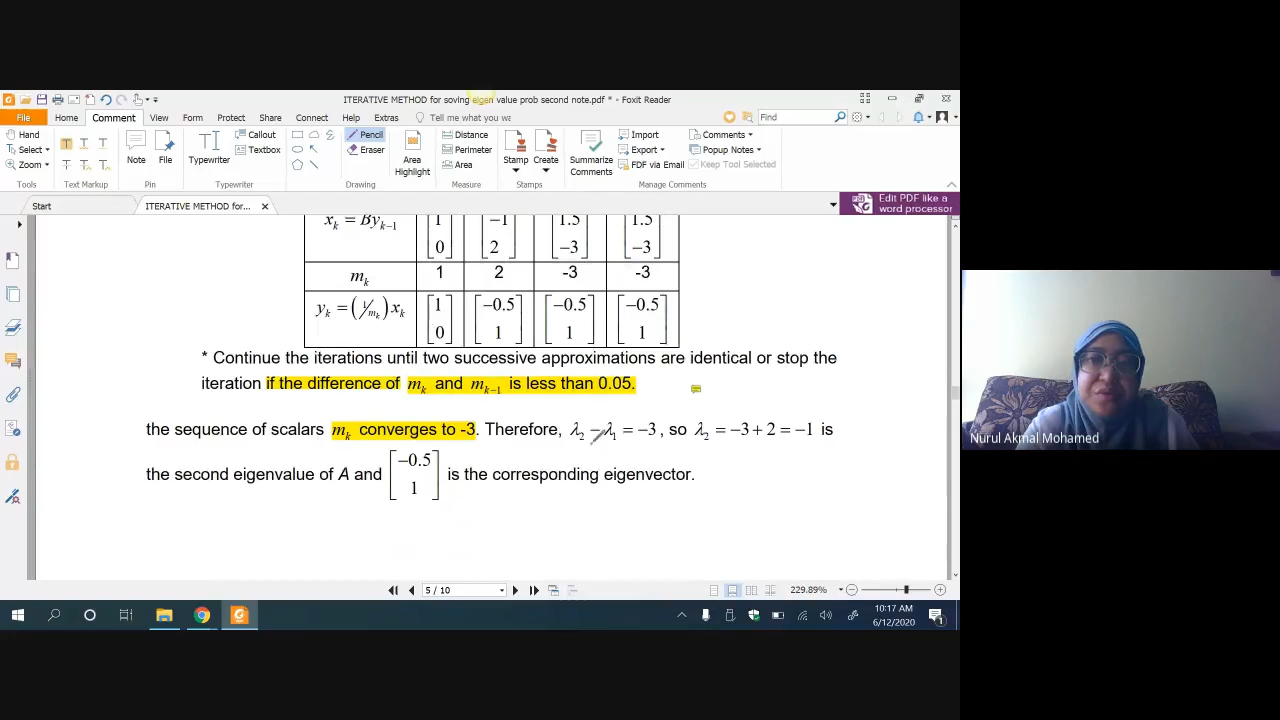 ITERATIVE METHOD for soving eigen value prob second note.pdf * - Foxit Reader
File Home Comment View Form Protect Share Connect Help Extras Tell me what you wa Find
Hand Select Zoom Tools
Text Markup
Note File Pin
Typewriter Callout Textbox Typewriter
Pencil Eraser Area Highlight Drawing
Distance Perimeter Area Measure
Stamp Create Stamps
Summarize Comments Import Export FDF via Email Comments Popup Notes Keep Tool Selected Manage Comments
Start ITERATIVE METHOD for... Edit PDF like a word processor
x_k = By_{k-1} [1 0] [−1 2] [1.5 −3] [1.5 −3]
m_k 1 2 -3 -3
y_k = (1/m_k) x_k [1 0] [−0.5 1] [−0.5 1] [−0.5 1]
* Continue the iterations until two successive approximations are identical or stop the
iteration if the difference of m_k and m_{k−1} is less than 0.05.
the sequence of scalars m_k converges to -3. Therefore, λ₂ − λ₁ = −3, so λ₂ = −3 + 2 = −1 is
the second eigenvalue of A and [−0.5 1] is the corresponding eigenvector.
5 / 10 229.89%
10:17 AM
6/12/2020
Nurul Akmal Mohamed